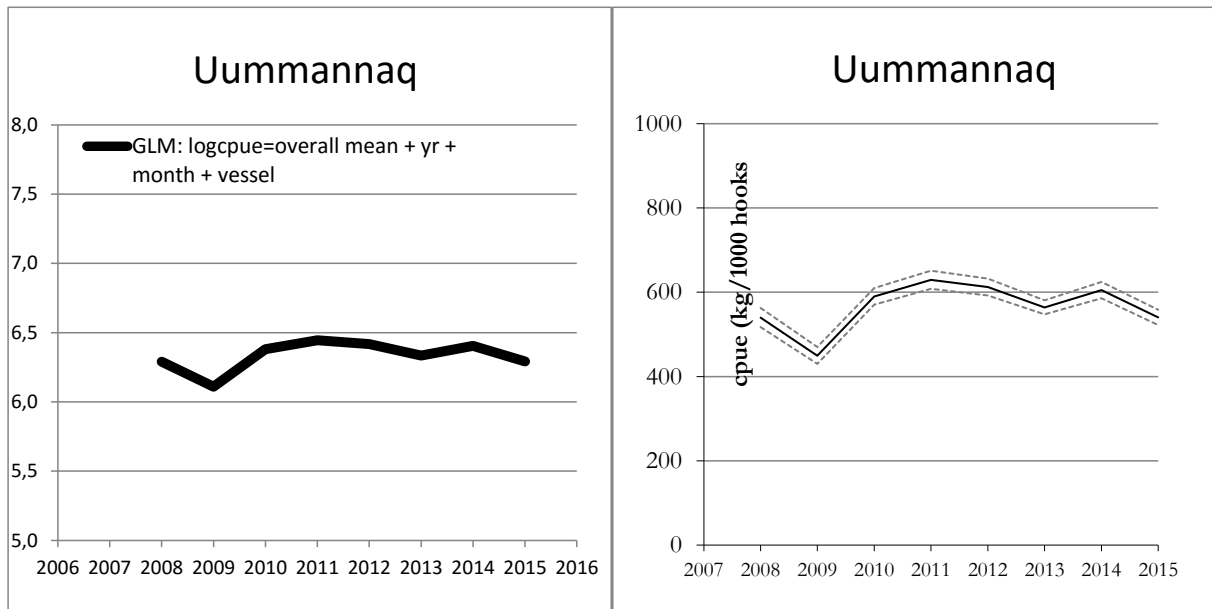 Uummannaq
8,0
7,5
7,0
6,5
6,0
5,5
5,0
GLM: logcpue=overall mean + yr +
month + vessel
2006 2007 2008 2009 2010 2011 2012 2013 2014 2015 2016
Uummannaq
1000
800
600
400
200
0
cpue (kg/1000 hooks
2007 2008 2009 2010 2011 2012 2013 2014 2015